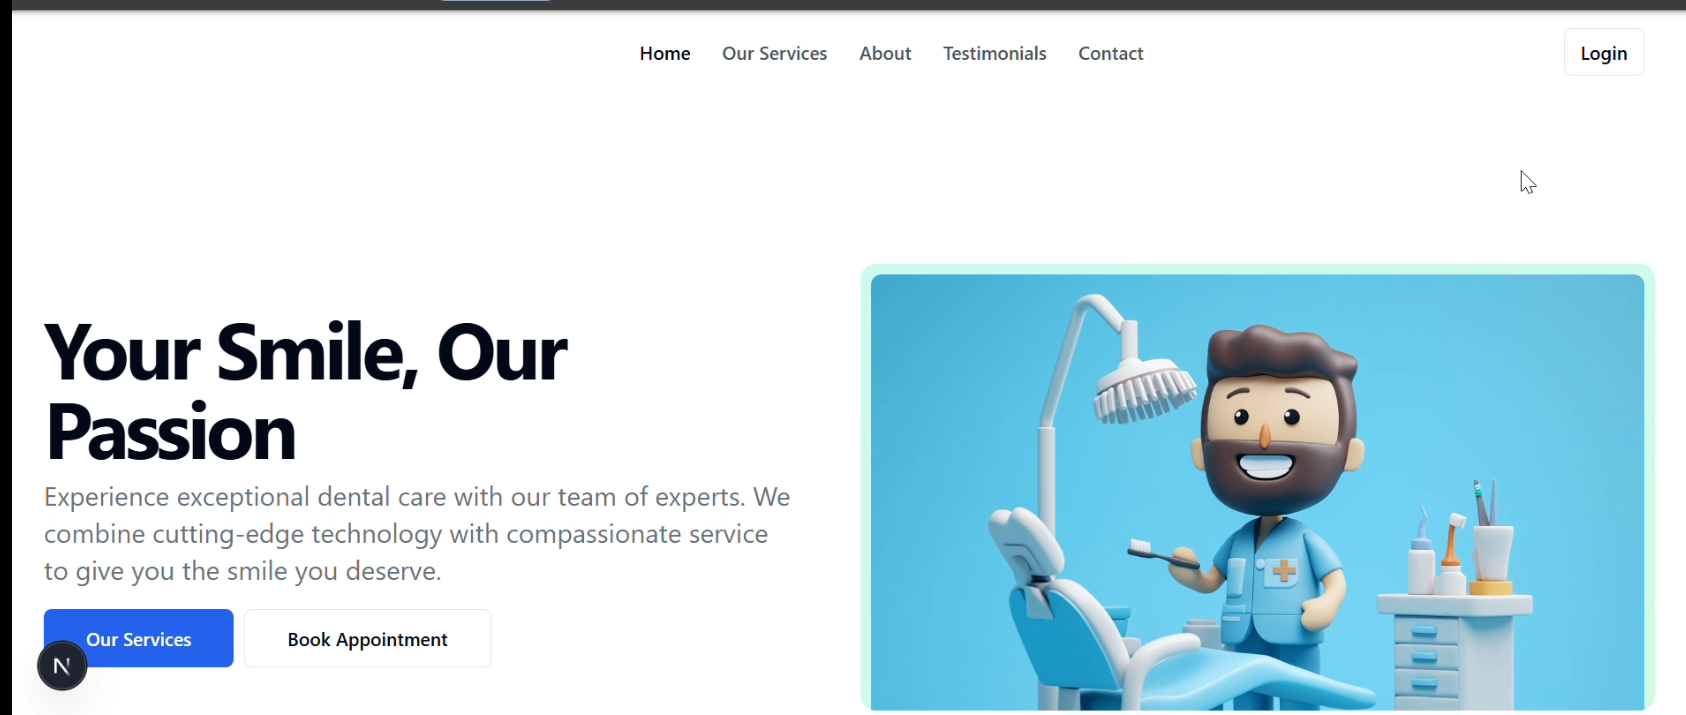 Home Our Services About Testimonials Contact Login
Your Smile, Our
Passion
Experience exceptional dental care with our team of experts. We
combine cutting-edge technology with compassionate service
to give you the smile you deserve.
Our Services Book Appointment
N